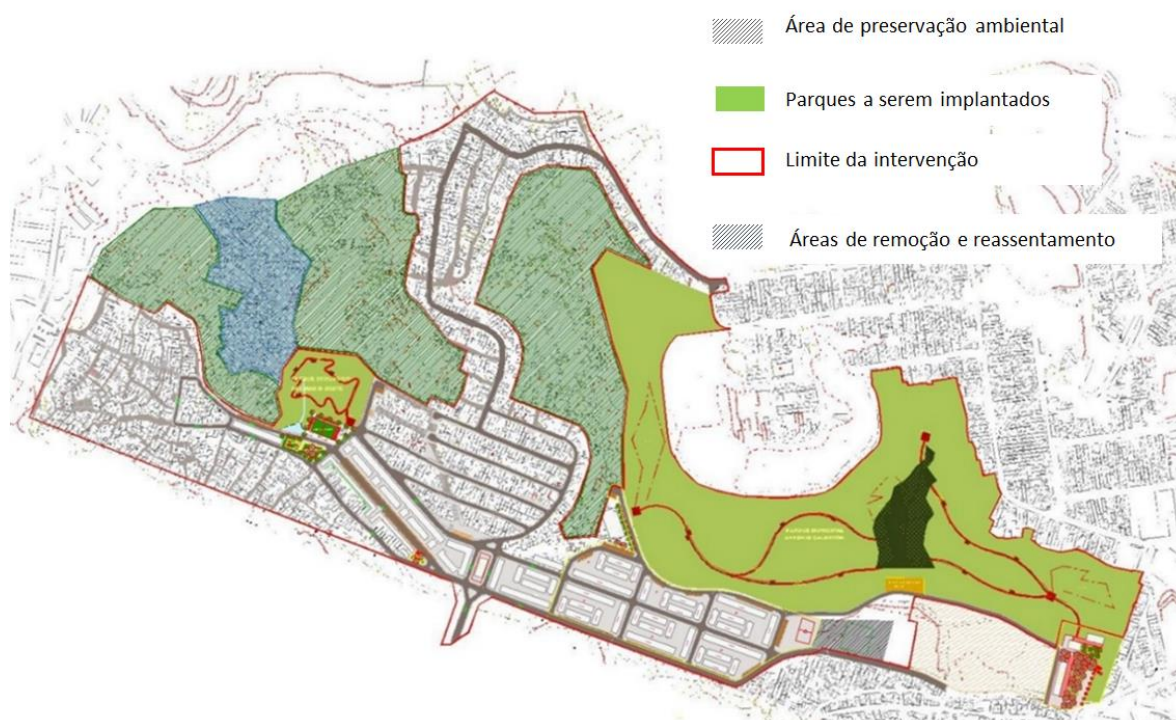 Área de preservação ambiental
Parques a serem implantados
Limite da intervenção
Áreas de remoção e reassentamento